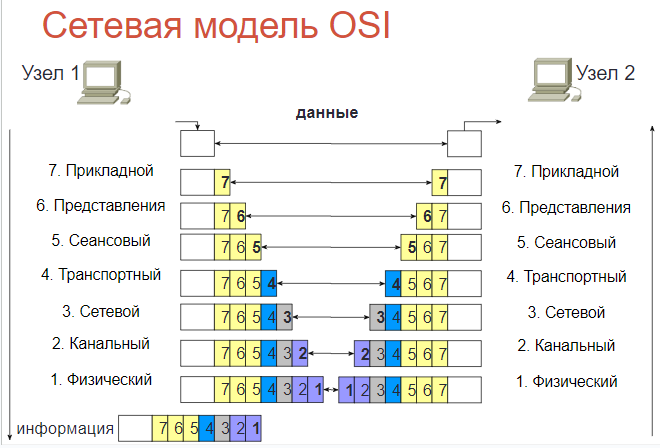 Сетевая модель OSI
Узел 1
Узел 2
данные
7. Прикладной 7 7 7. Прикладной
6. Представления 7 6 6 7 6. Представления
5. Сеансовый 7 6 5 5 6 7 5. Сеансовый
4. Транспортный 7 6 5 4 4 5 6 7 4. Транспортный
3. Сетевой 7 6 5 4 3 3 4 5 6 7 3. Сетевой
2. Канальный 7 6 5 4 3 2 2 3 4 5 6 7 2. Канальный
1. Физический 7 6 5 4 3 2 1 1 2 3 4 5 6 7 1. Физический
информация 7 6 5 4 3 2 1